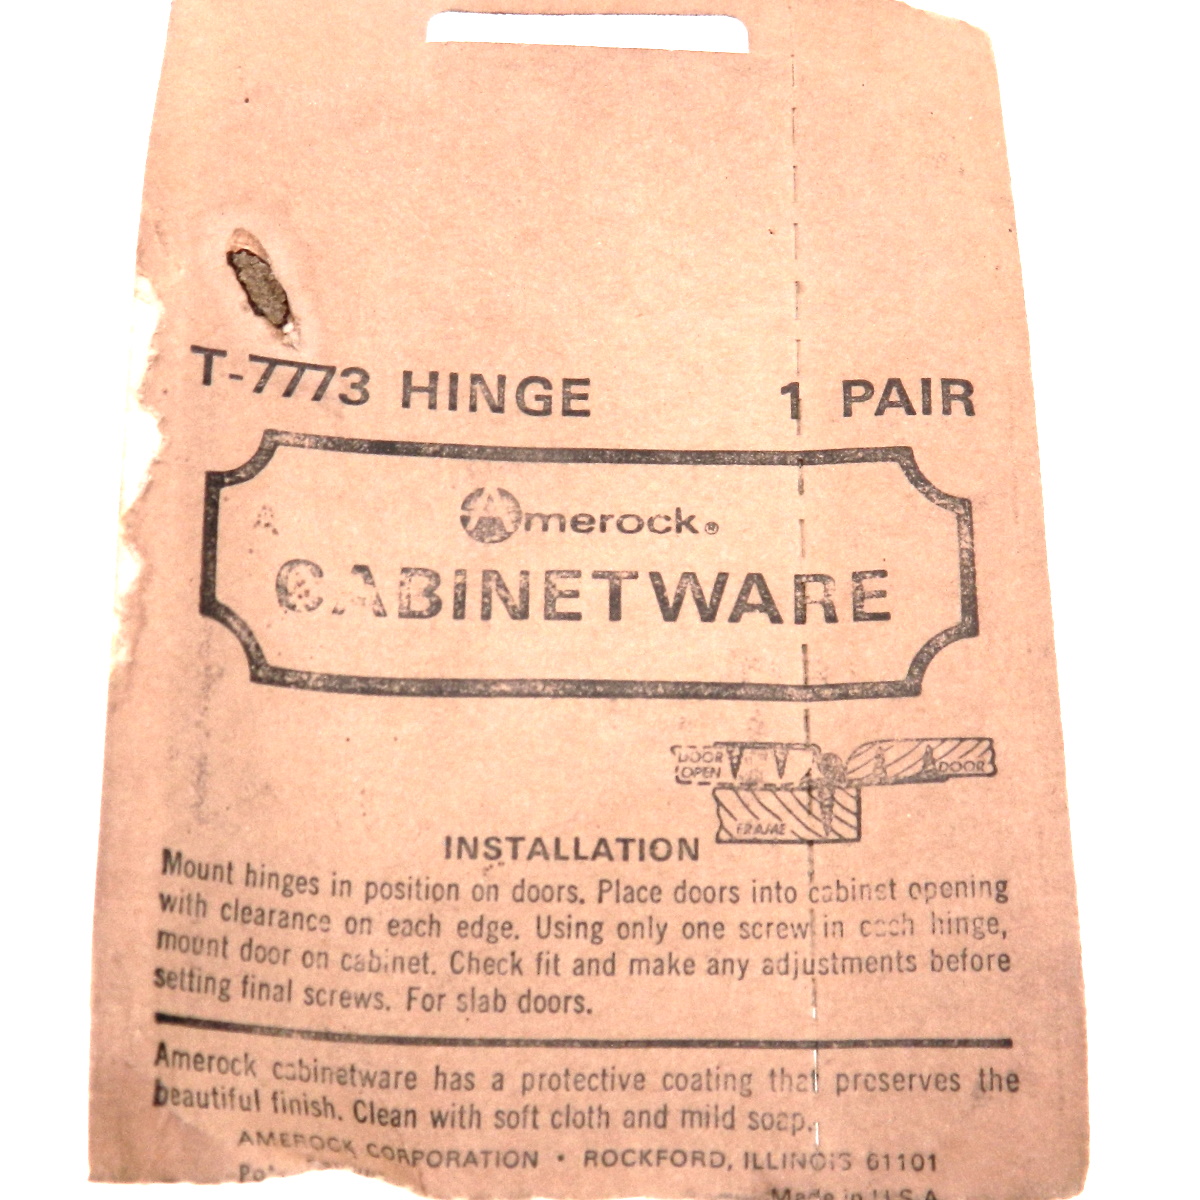 T-7773 HINGE 1 PAIR
Amerock®
CABINETWARE
DOOR OPEN
DOOR
FRAME
INSTALLATION
Mount hinges in position on doors. Place doors into cabinet opening
with clearance on each edge. Using only one screw in each hinge,
mount door on cabinet. Check fit and make any adjustments before
setting final screws. For slab doors.
Amerock cabinetware has a protective coating that preserves the
beautiful finish. Clean with soft cloth and mild soap.
AMEROCK CORPORATION • ROCKFORD, ILLINOIS 61101
Made in U.S.A.